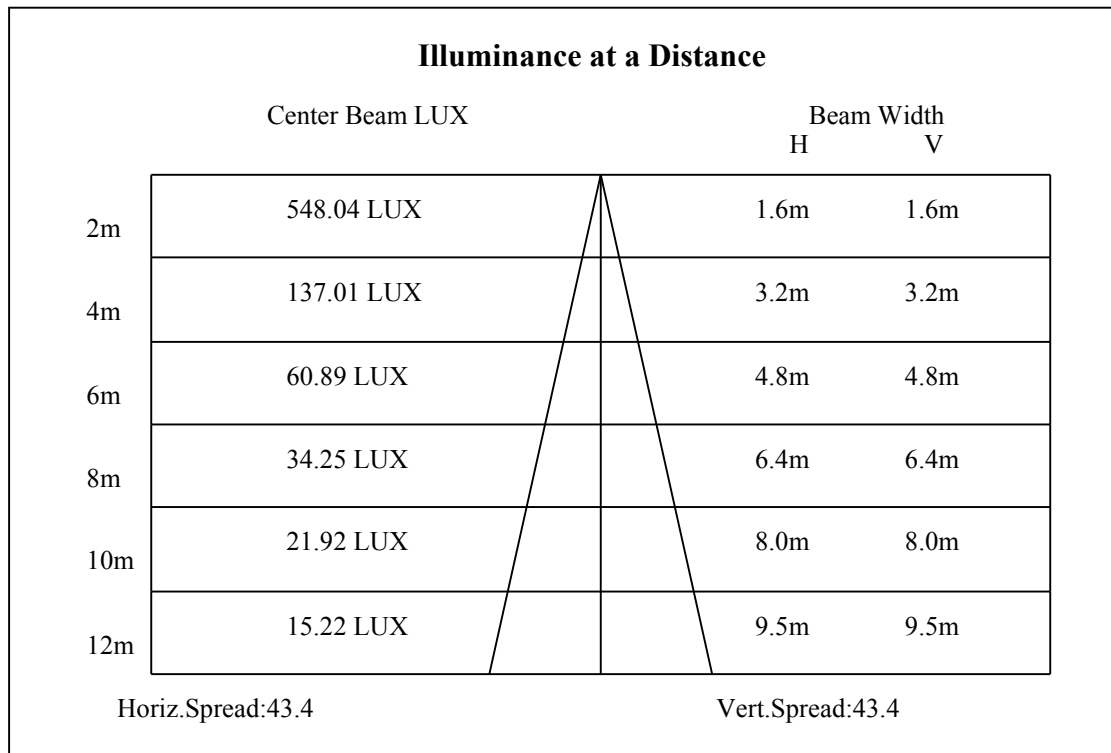 Illuminance at a Distance
Center Beam LUX Beam Width
H V
2m 548.04 LUX 1.6m 1.6m
4m 137.01 LUX 3.2m 3.2m
6m 60.89 LUX 4.8m 4.8m
8m 34.25 LUX 6.4m 6.4m
10m 21.92 LUX 8.0m 8.0m
12m 15.22 LUX 9.5m 9.5m
Horiz.Spread:43.4 Vert.Spread:43.4